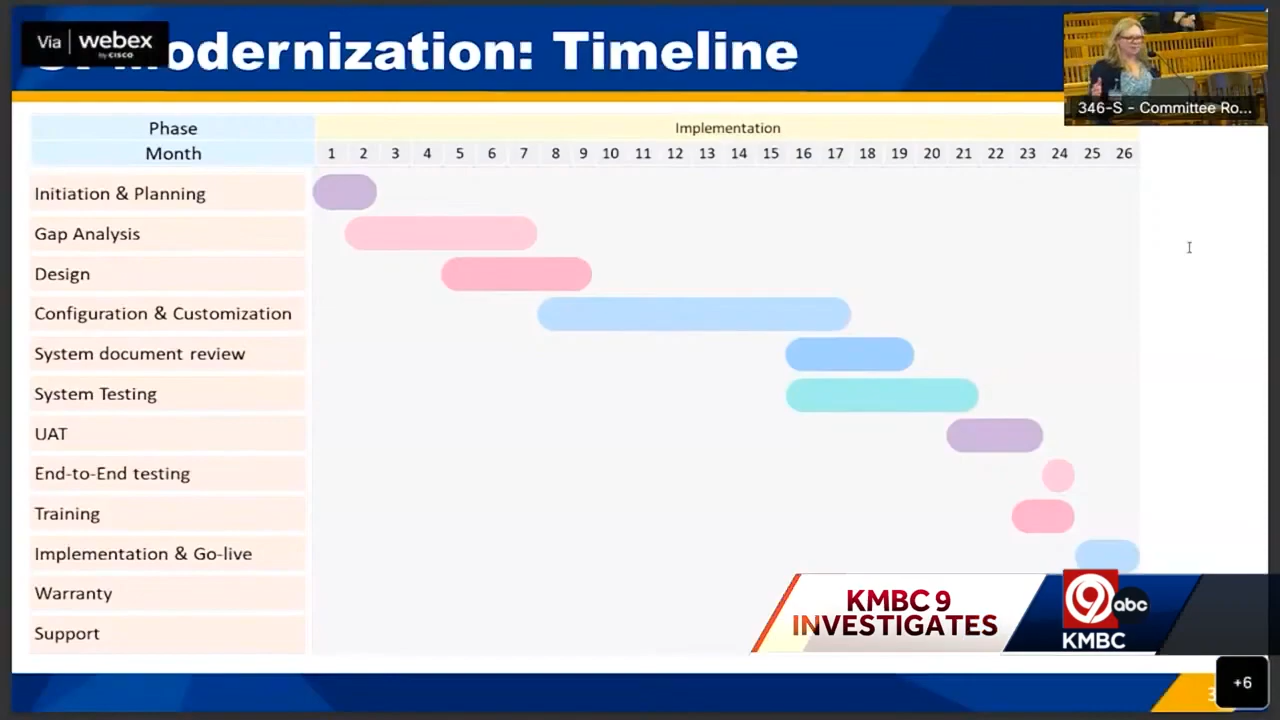 Via webex
by CISCO
Modernization: Timeline
346-S - Committee Ro...
Phase Implementation
Month 1 2 3 4 5 6 7 8 9 10 11 12 13 14 15 16 17 18 19 20 21 22 23 24 25 26
Initiation & Planning
Gap Analysis
Design
Configuration & Customization
System document review
System Testing
UAT
End-to-End testing
Training
Implementation & Go-live
Warranty
Support
KMBC 9
INVESTIGATES
9 abc
KMBC
+6